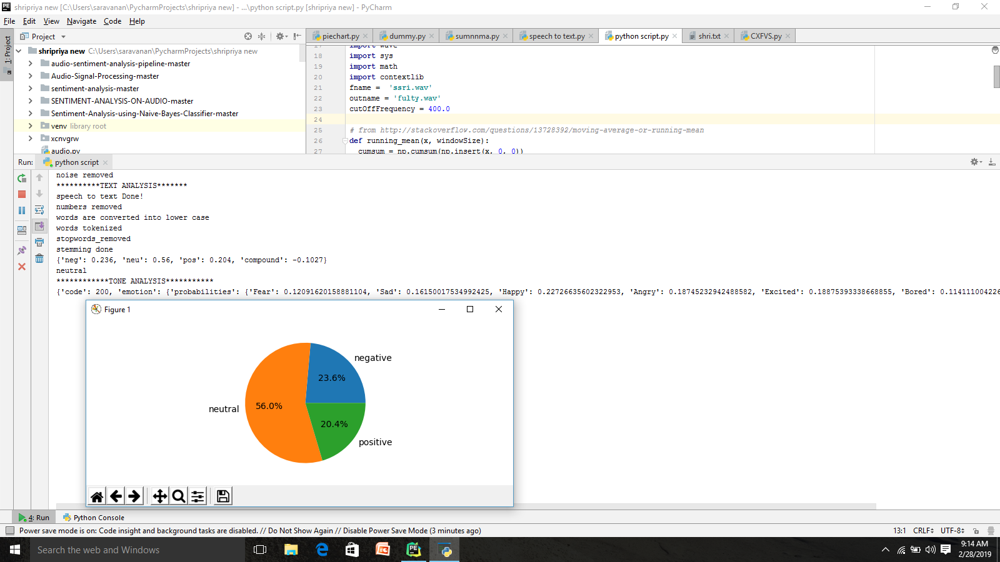 shripriya new [C:\Users\saravanan\PycharmProjects\shripriya new] - ...\python script.py [shripriya new] - PyCharm
File Edit View Navigate Code Help
Project
piechart.py dummy.py sumnnma.py speech to text.py python script.py shri.txt CXFVS.py
1: Project
shripriya new C:\Users\saravanan\PycharmProjects\shripriya new
audio-sentiment-analysis-pipeline-master
Audio-Signal-Processing-master
sentiment-analysis-master
SENTIMENT-ANALYSIS-ON-AUDIO-master
Sentiment-Analysis-using-Naive-Bayes-Classifier-master
venv library root
xcnvgrw
audio.py
17 import wave
18 import sys
19 import math
20 import contextlib
21 fname = 'ssri.wav'
22 outname = 'fulty.wav'
23 cutOffFrequency = 400.0
24
25 # from http://stackoverflow.com/questions/13728392/moving-average-or-running-mean
26 def running_mean(x, windowSize):
27 cumsum = np.cumsum(np.insert(x, 0, 0))
Run: python script
noise removed
**********TEXT ANALYSIS*******
speech to text Done!
numbers removed
words are converted into lower case
words tokenized
stopwords_removed
stemming done
{'neg': 0.236, 'neu': 0.56, 'pos': 0.204, 'compound': -0.1027}
neutral
************TONE ANALYSIS***********
{'code': 200, 'emotion': {'probabilities': {'Fear': 0.12091620158881104, 'Sad': 0.16150017534992425, 'Happy': 0.22726635602322953, 'Angry': 0.18745232942488582, 'Excited': 0.18875393338668855, 'Bored': 0.114111004226
Figure 1
negative
23.6%
neutral
56.0%
20.4%
positive
4: Run Python Console
Power save mode is on: Code insight and background tasks are disabled. // Do Not Show Again // Disable Power Save Mode (3 minutes ago)
13:1 CRLF UTF-8
Search the web and Windows
9:14 AM
2/28/2019